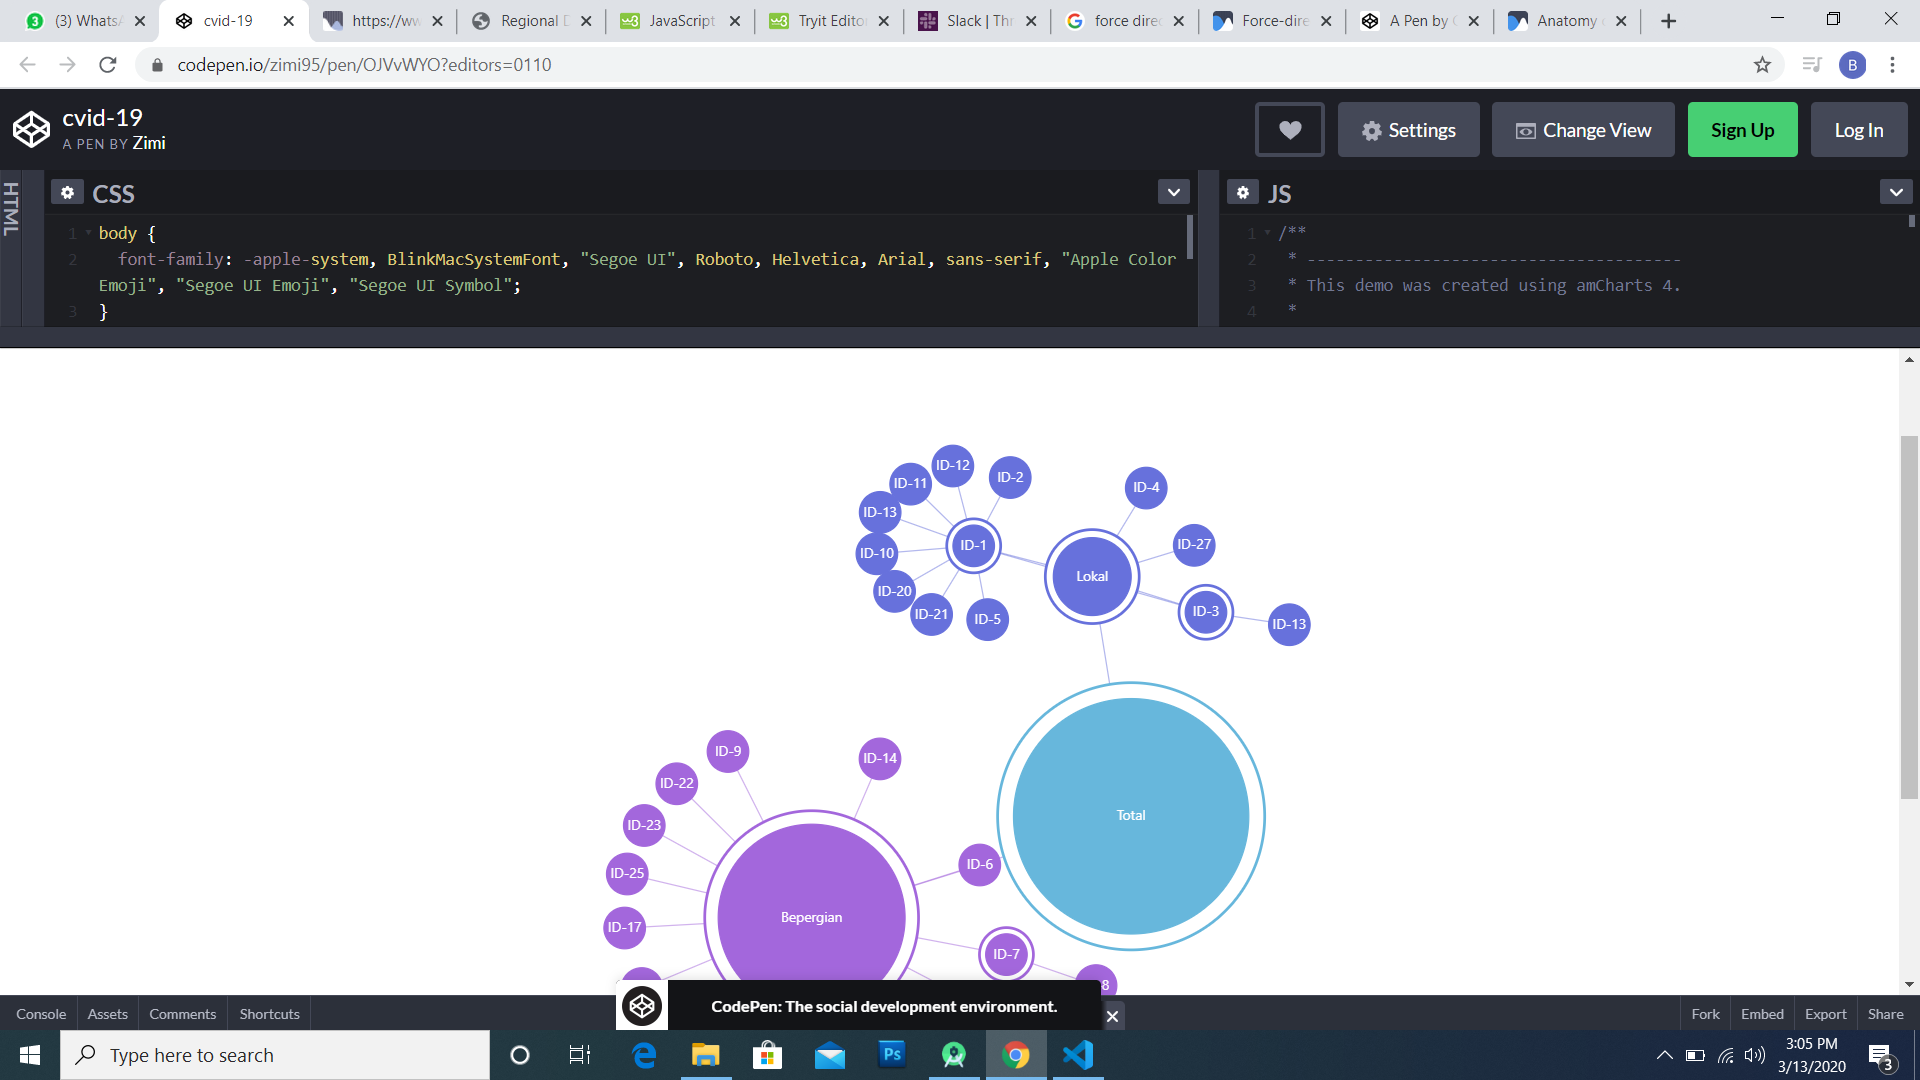 (3) Whats
cvid-19
https://ww
Regional D
JavaScript
Tryit Edito
Slack | Thr
force direc
Force-dire
A Pen by
Anatomy
codepen.io/zimi95/pen/OJVvWYO?editors=0110
B
cvid-19
A PEN BY Zimi
Settings
Change View
Sign Up
Log In
HTML
CSS
1 body {
2 font-family: -apple-system, BlinkMacSystemFont, "Segoe UI", Roboto, Helvetica, Arial, sans-serif, "Apple Color
Emoji", "Segoe UI Emoji", "Segoe UI Symbol";
3 }
JS
1 /**
2 * ---------------------------------------
3 * This demo was created using amCharts 4.
4 *
ID-12
ID-2
ID-11
ID-4
ID-13
ID-1
ID-27
ID-10
Lokal
ID-20
ID-21
ID-5
ID-3
ID-13
Total
ID-9
ID-14
ID-22
ID-23
ID-6
ID-25
Bepergian
ID-17
ID-7
8
CodePen: The social development environment.
Console
Assets
Comments
Shortcuts
Fork
Embed
Export
Share
Type here to search
Ps
3:05 PM
3/13/2020
3